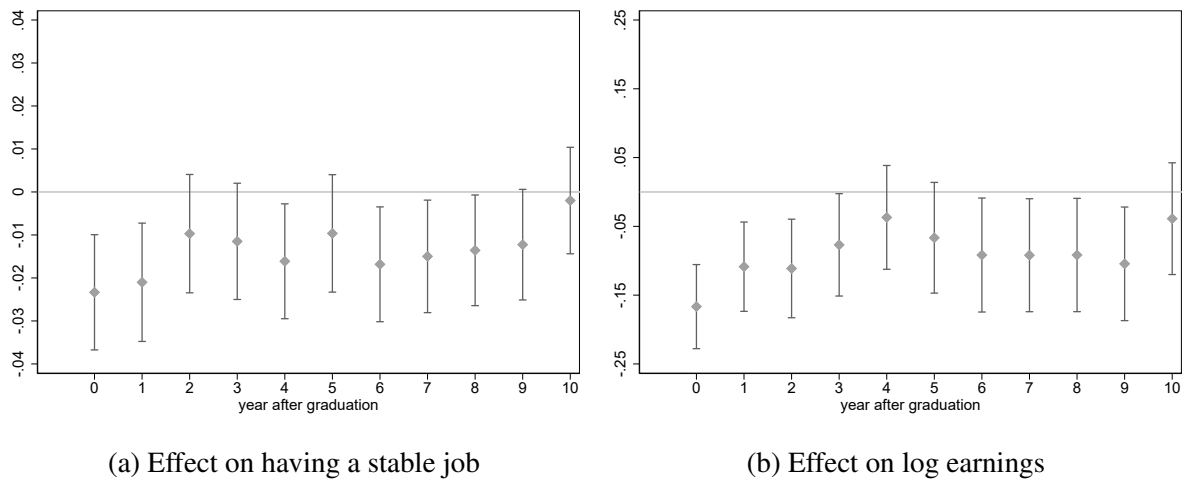 .04
.03
.02
.01
0
-.01
-.02
-.03
-.04
0 1 2 3 4 5 6 7 8 9 10
year after graduation
(a) Effect on having a stable job
.25
.15
.05
-.05
-.15
-.25
0 1 2 3 4 5 6 7 8 9 10
year after graduation
(b) Effect on log earnings